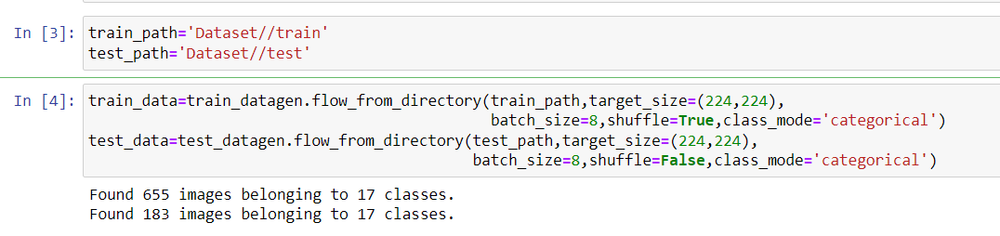 In [3]: train_path='Dataset//train'
test_path='Dataset//test'
In [4]: train_data=train_datagen.flow_from_directory(train_path,target_size=(224,224),
batch_size=8,shuffle=True,class_mode='categorical')
test_data=test_datagen.flow_from_directory(test_path,target_size=(224,224),
batch_size=8,shuffle=False,class_mode='categorical')
Found 655 images belonging to 17 classes.
Found 183 images belonging to 17 classes.